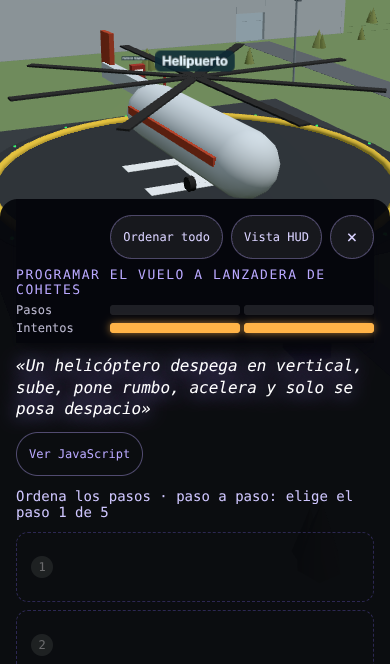 Helipuerto
Ordenar todo
Vista HUD
×
PROGRAMAR EL VUELO A LANZADERA DE
COHETES
Pasos
Intentos
«Un helicóptero despega en vertical,
sube, pone rumbo, acelera y solo se
posa despacio»
Ver JavaScript
Ordena los pasos · paso a paso: elige el
paso 1 de 5
1
2